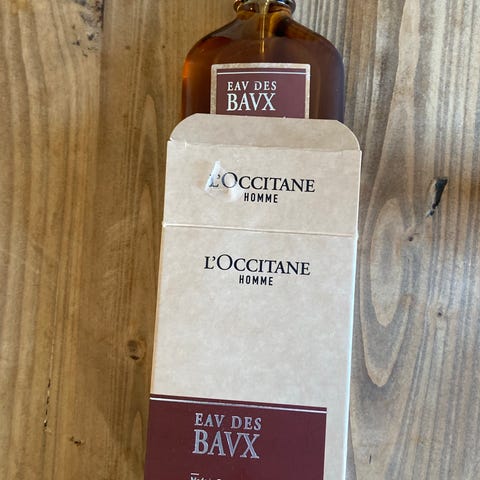 EAV DES
BAVX
L'OCCITANE
HOMME
L'OCCITANE
HOMME
EAV DES
BAVX